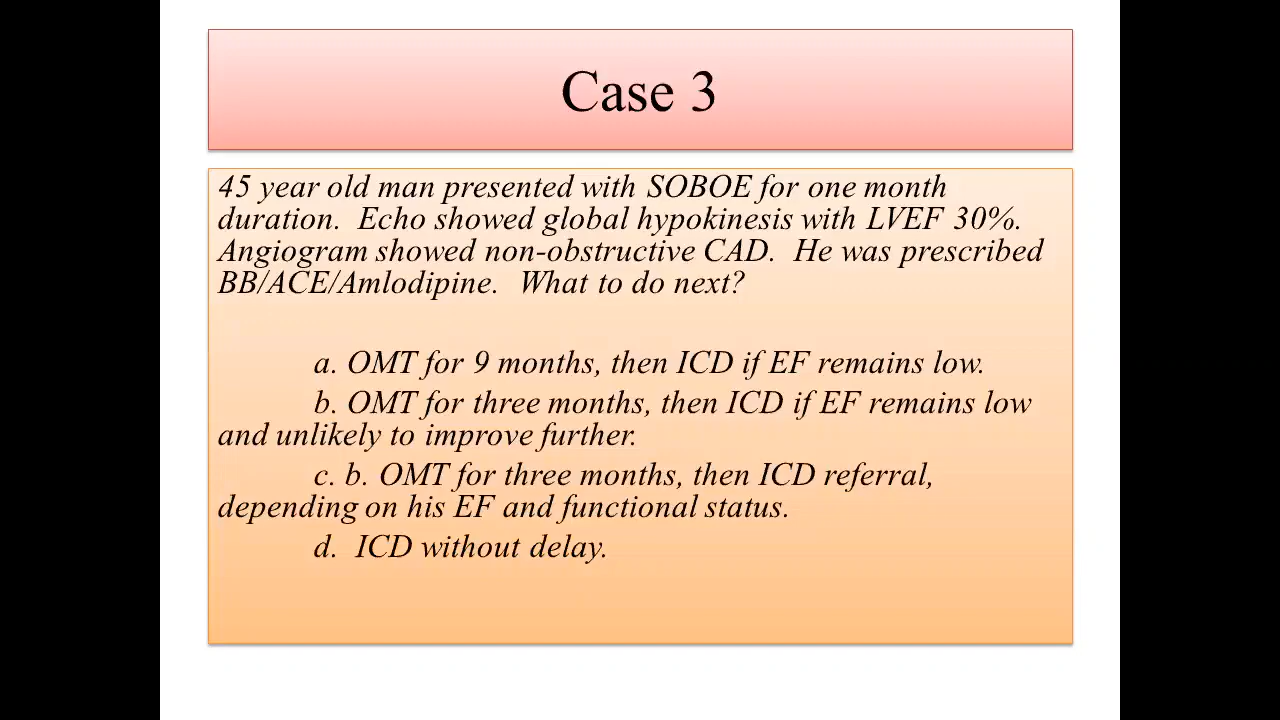 Case 3
45 year old man presented with SOBOE for one month
duration.  Echo showed global hypokinesis with LVEF 30%.
Angiogram showed non-obstructive CAD.  He was prescribed
BB/ACE/Amlodipine.  What to do next?
a. OMT for 9 months, then ICD if EF remains low.
b. OMT for three months, then ICD if EF remains low
and unlikely to improve further.
c. b. OMT for three months, then ICD referral,
depending on his EF and functional status.
d.  ICD without delay.